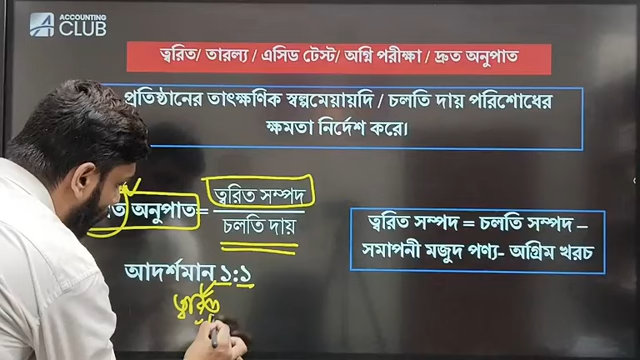 ACCOUNTING
CLUB
ত্বরিত/ তারল্য / এসিড টেস্ট/ অগ্নি পরীক্ষা / দ্রুত অনুপাত
প্রতিষ্ঠানের তাৎক্ষণিক স্বল্পমেয়ায়দি / চলতি দায় পরিশোধের
ক্ষমতা নির্দেশ করে।
অনুপাত=
ত্বরিত সম্পদ
চলতি দায়
আদর্শমান ১:১
ত্বরিত
ত্বরিত সম্পদ = চলতি সম্পদ –
সমাপনী মজুদ পণ্য- অগ্রিম খরচ